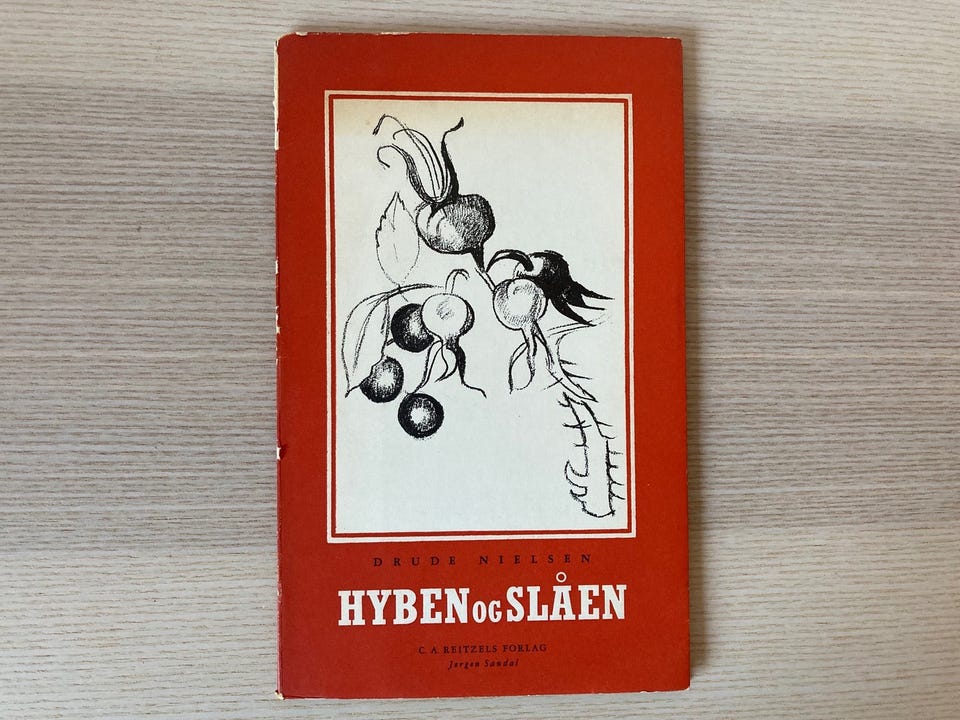 DRUDE NIELSEN
HYBEN OG SLÅEN
C. A. REITZELS FORLAG
Jørgen Sandal